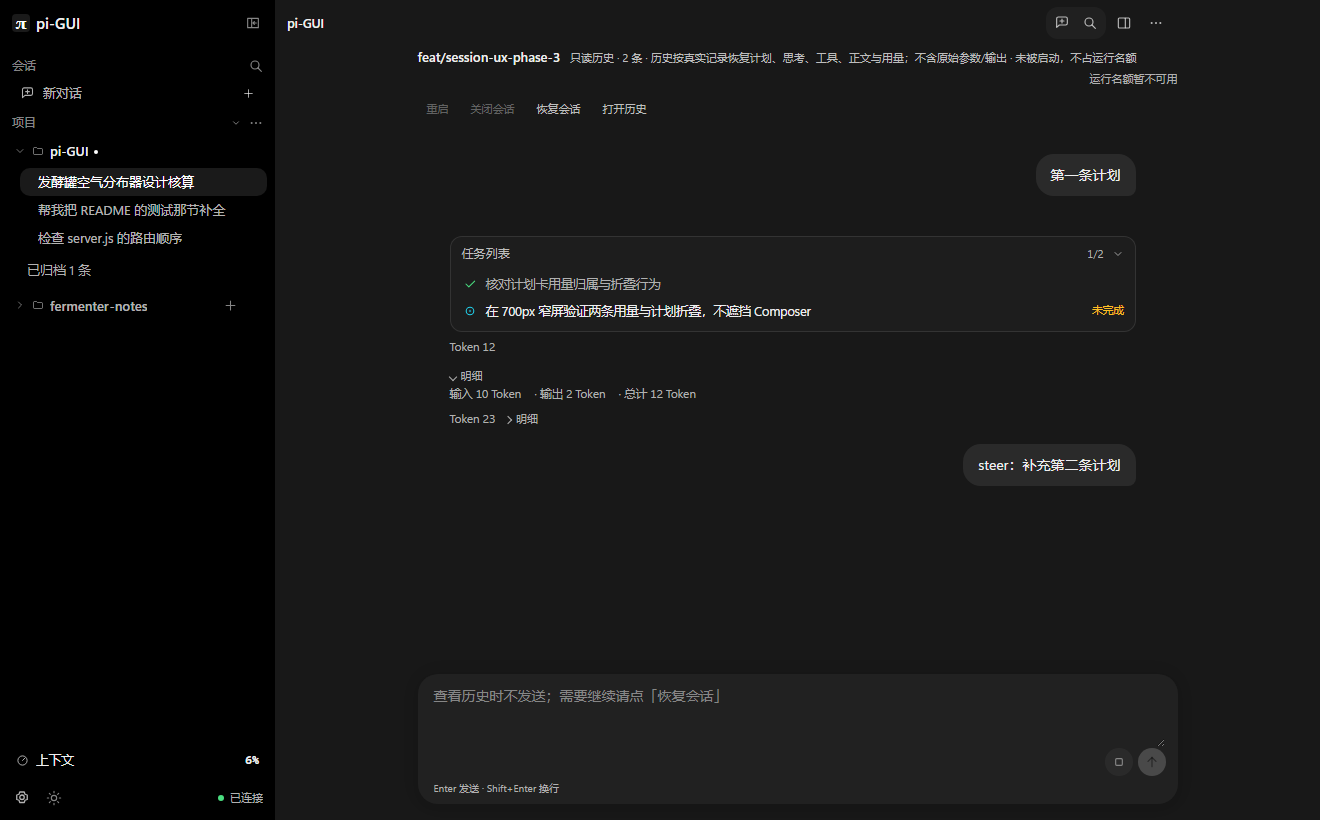 π pi-GUI
会话
新对话
项目
pi-GUI
发酵罐空气分布器设计核算
帮我把 README 的测试那节补全
检查 server.js 的路由顺序
已归档 1 条
fermenter-notes
上下文 6%
已连接
pi-GUI
feat/session-ux-phase-3 只读历史 · 2 条 · 历史按真实记录恢复计划、思考、工具、正文与用量；不含原始参数/输出 · 未被启动，不占运行名额
运行名额暂不可用
重启 关闭会话 恢复会话 打开历史
第一条计划
任务列表 1/2
核对计划卡用量归属与折叠行为
在 700px 窄屏验证两条用量与计划折叠，不遮挡 Composer 未完成
Token 12
明细
输入 10 Token · 输出 2 Token · 总计 12 Token
Token 23 明细
steer：补充第二条计划
查看历史时不发送；需要继续请点「恢复会话」
Enter 发送 · Shift+Enter 换行